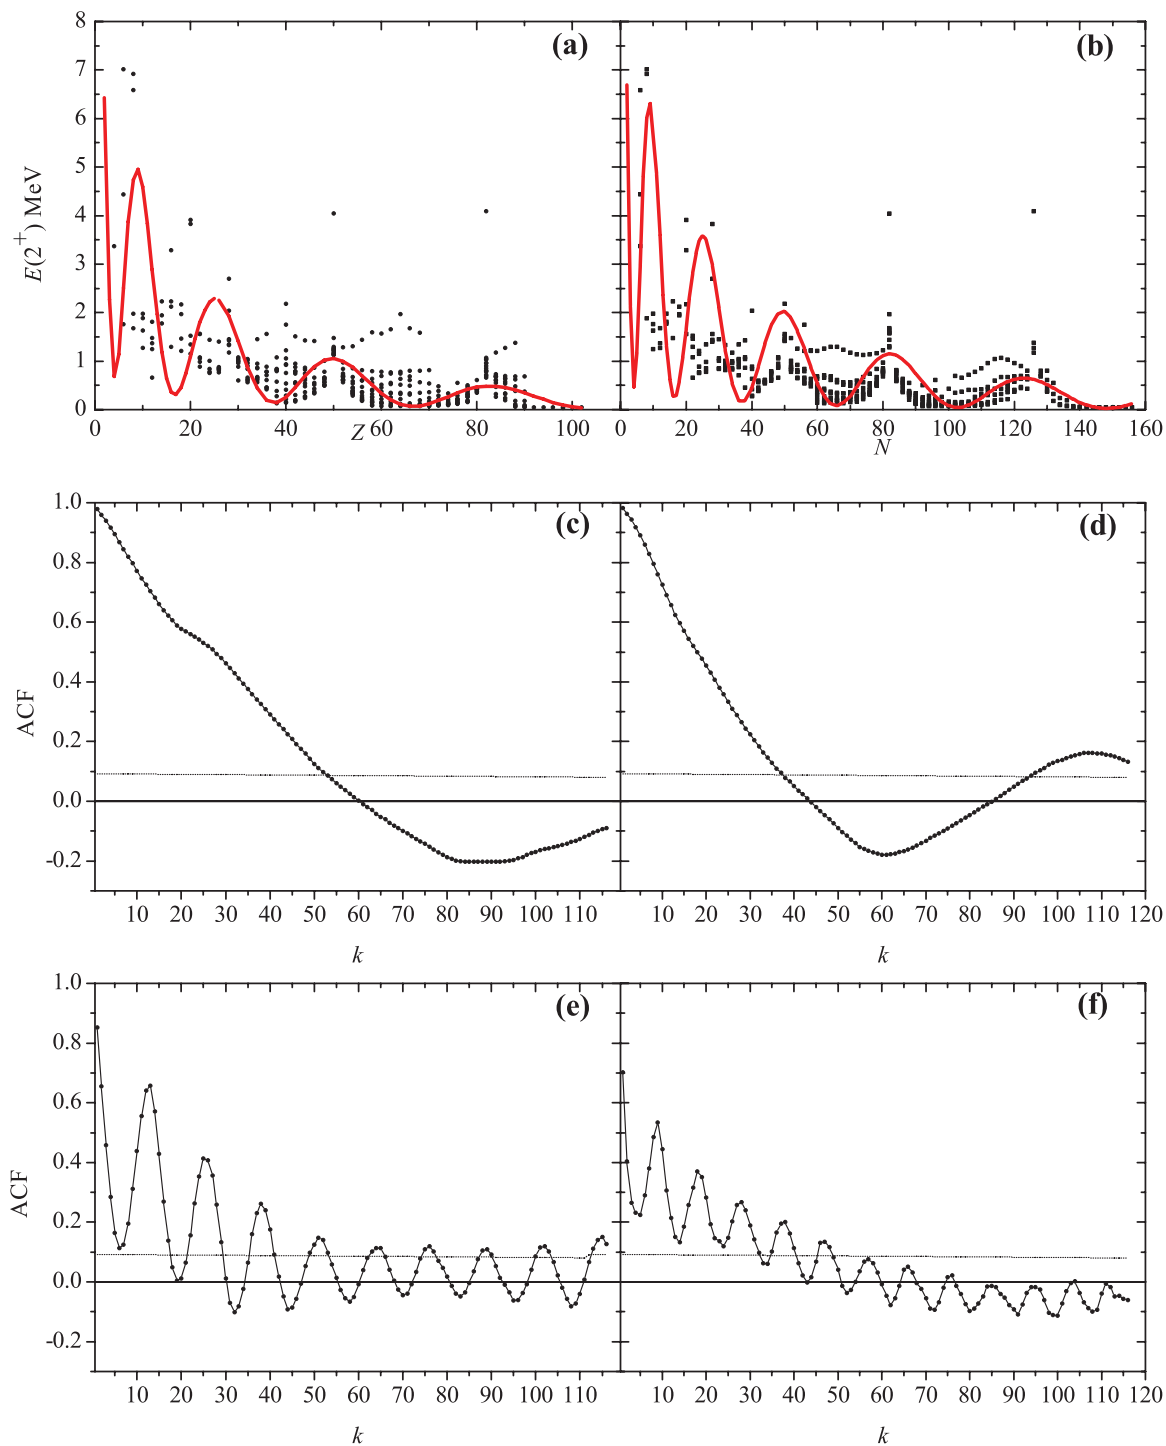 8
7
6
5
4
3
2
1
0
E(2⁺) MeV
(a)
(b)
0 20 40 60 80 100
Z
0 20 40 60 80 100 120 140 160
N
1.0
0.8
0.6
0.4
0.2
0.0
-0.2
ACF
(c)
(d)
10 20 30 40 50 60 70 80 90 100 110
10 20 30 40 50 60 70 80 90 100 110 120
k
k
1.0
0.8
0.6
0.4
0.2
0.0
-0.2
ACF
(e)
(f)
10 20 30 40 50 60 70 80 90 100 110
10 20 30 40 50 60 70 80 90 100 110 120
k
k